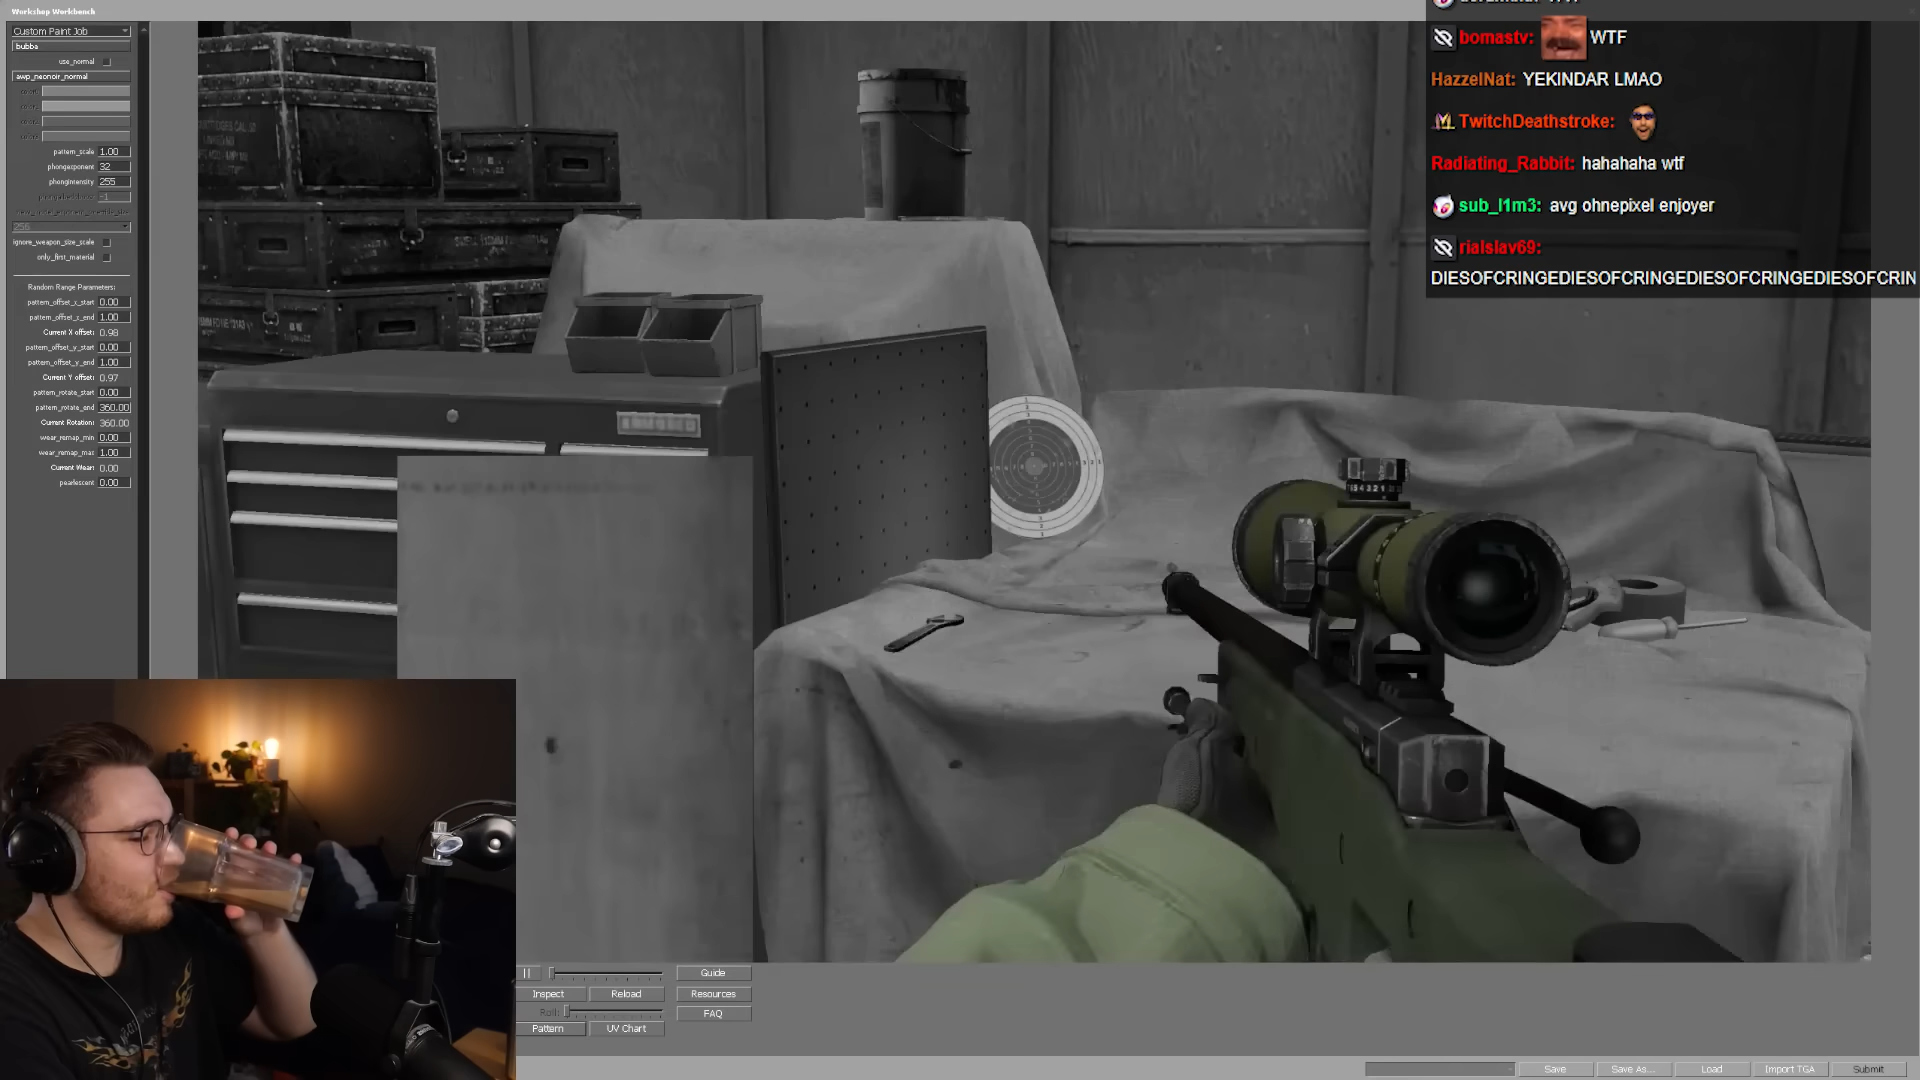 Workshop Workbench
Custom Paint Job
bubba
use_normal
awp_neonoir_normal
pattern_scale 1.00
phongexponent 32
phongintensity 255
256
ignore_weapon_size_scale
only_first_material
Random Range Parameters:
pattern_offset_x_start 0.00
pattern_offset_x_end 1.00
Current X offset: 0.98
pattern_offset_y_start 0.00
pattern_offset_y_end 1.00
Current Y offset: 0.97
pattern_rotate_start 0.00
pattern_rotate_end 360.00
Current Rotation: 360.00
wear_remap_min 0.00
wear_remap_max 1.00
Current Wear: 0.00
pearlescent 0.00
bomastv: WTF
HazzelNat: YEKINDAR LMAO
TwitchDeathstroke:
Radiating_Rabbit: hahahaha wtf
sub_l1m3: avg ohnepixel enjoyer
rialslav69:
DIESOFCRINGEDIESOFCRINGEDIESOFCRINGEDIESOFCRIN
Guide
Inspect Reload Resources
Roll: FAQ
Pattern UV Chart
Save Save As... Load Import TGA Submit